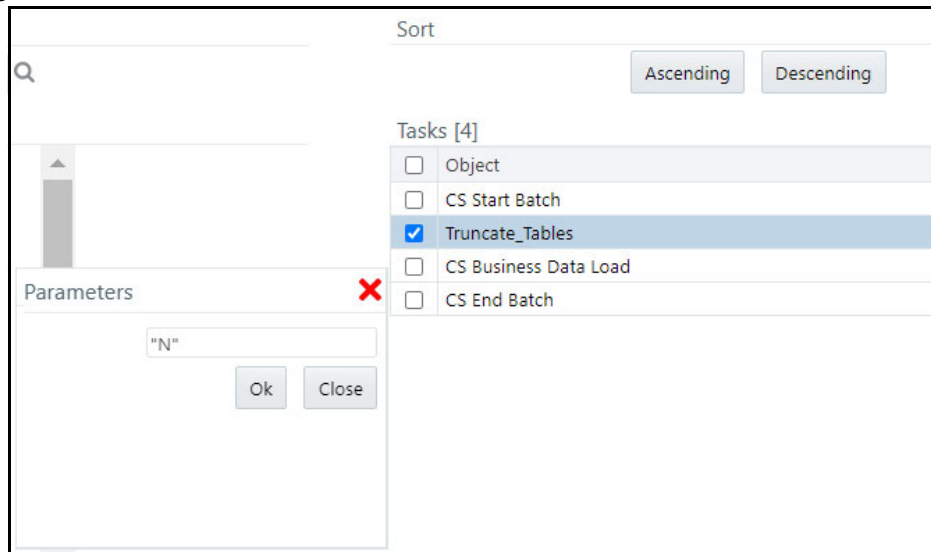 Sort
Ascending Descending
Tasks [4]
Object
CS Start Batch
Truncate_Tables
CS Business Data Load
CS End Batch
Parameters
"N"
Ok Close